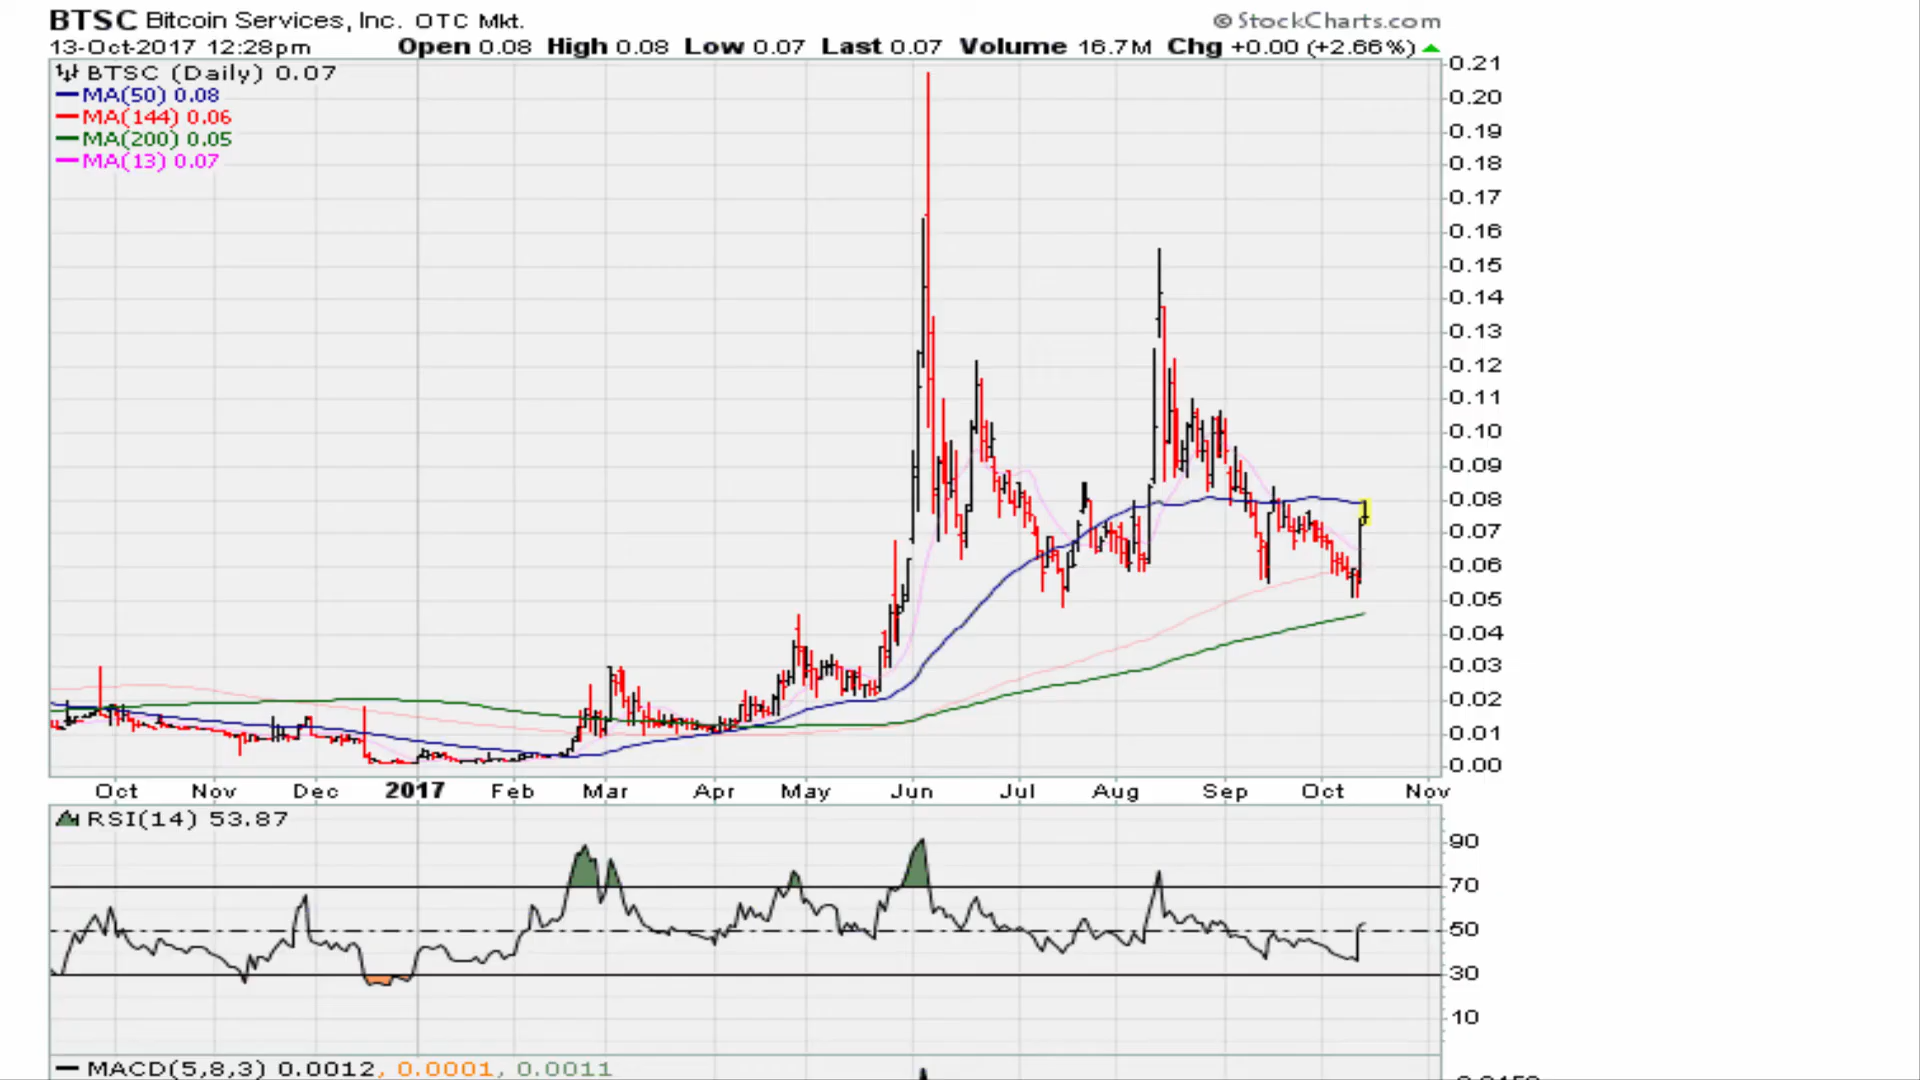 BTSC Bitcoin Services, Inc. OTC Mkt. © StockCharts.com
13-Oct-2017 12:28pm Open 0.08 High 0.08 Low 0.07 Last 0.07 Volume 16.7M Chg +0.00 (+2.66%)
BTSC (Daily) 0.07
MA(50) 0.08
MA(144) 0.06
MA(200) 0.05
MA(13) 0.07
0.21
0.20
0.19
0.18
0.17
0.16
0.15
0.14
0.13
0.12
0.11
0.10
0.09
0.08
0.07
0.06
0.05
0.04
0.03
0.02
0.01
0.00
Oct Nov Dec 2017 Feb Mar Apr May Jun Jul Aug Sep Oct Nov
RSI(14) 53.87
90
70
50
30
10
MACD(5,8,3) 0.0012, 0.0001, 0.0011